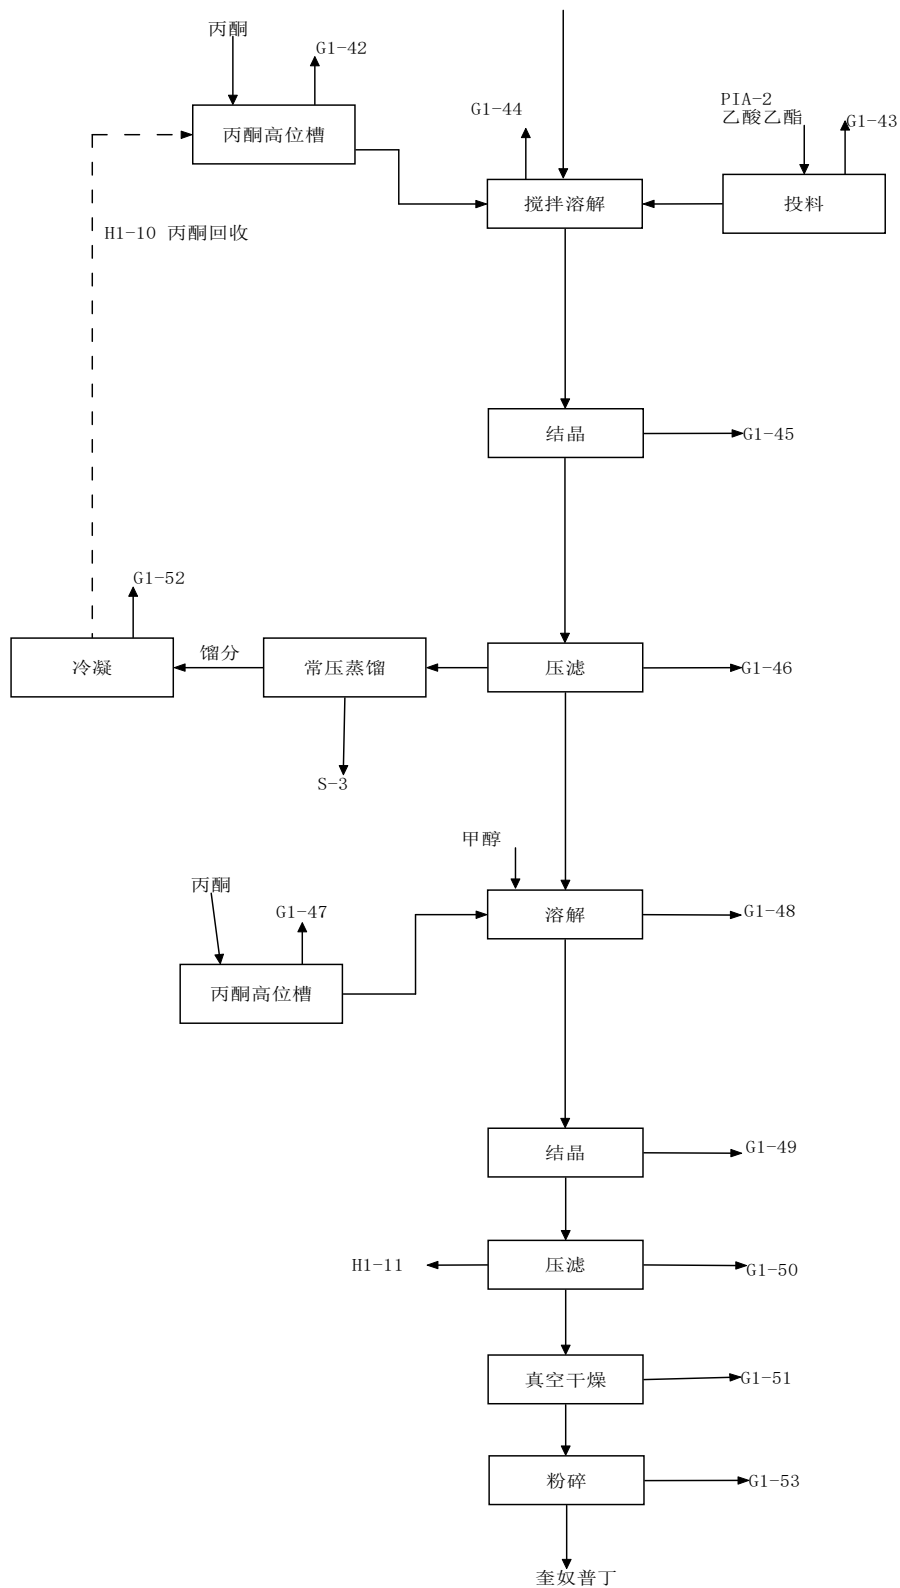 丙酮
G1-42
G1-44
PIA-2
乙酸乙酯
G1-43
丙酮高位槽
搅拌溶解
投料
H1-10 丙酮回收
结晶
G1-45
G1-52
冷凝
馏分
常压蒸馏
压滤
G1-46
S-3
甲醇
丙酮
G1-47
溶解
G1-48
丙酮高位槽
结晶
G1-49
H1-11
压滤
G1-50
真空干燥
G1-51
粉碎
G1-53
奎奴普丁